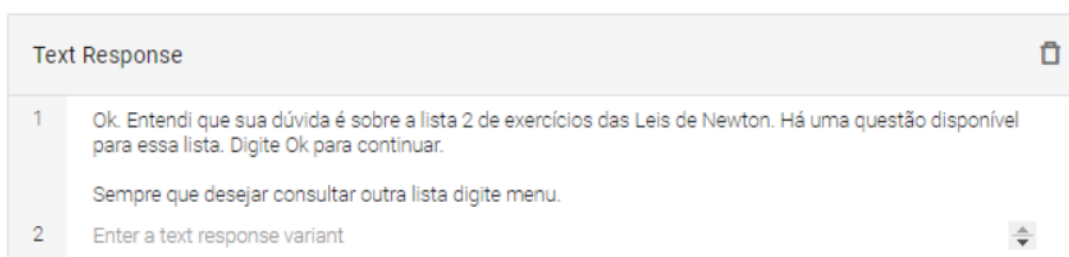 Text Response
1 Ok. Entendi que sua dúvida é sobre a lista 2 de exercícios das Leis de Newton. Há uma questão disponível
para essa lista. Digite Ok para continuar.
Sempre que desejar consultar outra lista digite menu.
2 Enter a text response variant